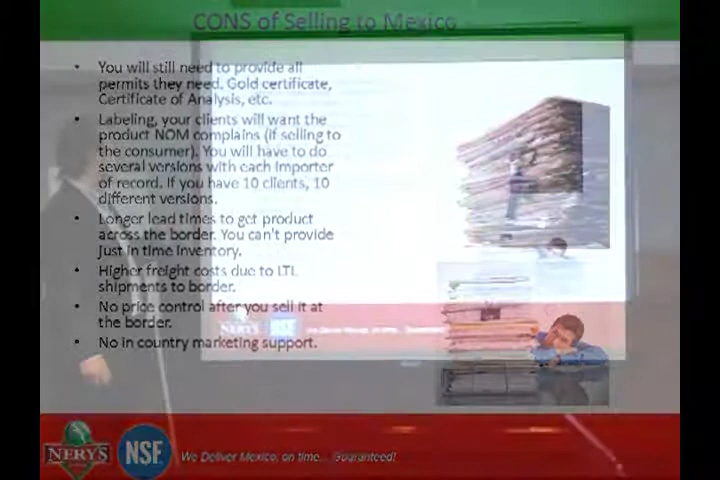 CONS of Selling to Mexico
• You will still need to provide all
permits they need. Gold certificate,
Certificate of Analysis, etc.
• Labeling, your clients will want the
product NOM complains (if selling to
the consumer). You will have to do
several versions with each importer
of record. If you have 10 clients, 10
different versions.
• Longer lead times to get product
across the border. You can't provide
just in time inventory.
• Higher freight costs due to LTL
shipments to border.
• No price control after you sell it at
the border.
• No in country marketing support.
NERY'S NSF
NERY'S NSF We Deliver Mexico, on time... Guaranteed!